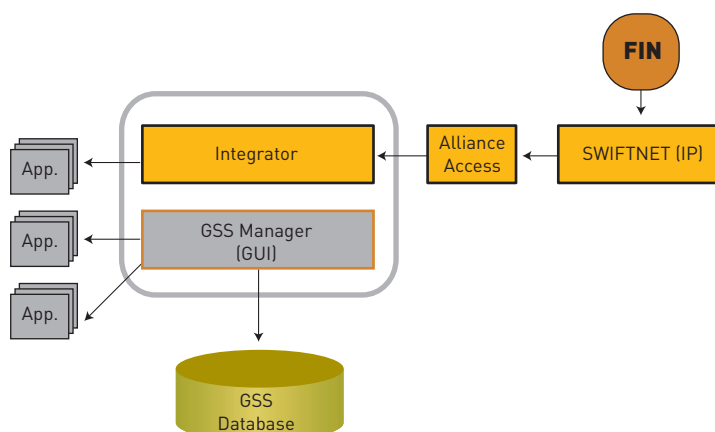 FIN
Integrator
Alliance
Access
SWIFTNET (IP)
App.
GSS Manager
(GUI)
App.
App.
GSS
Database